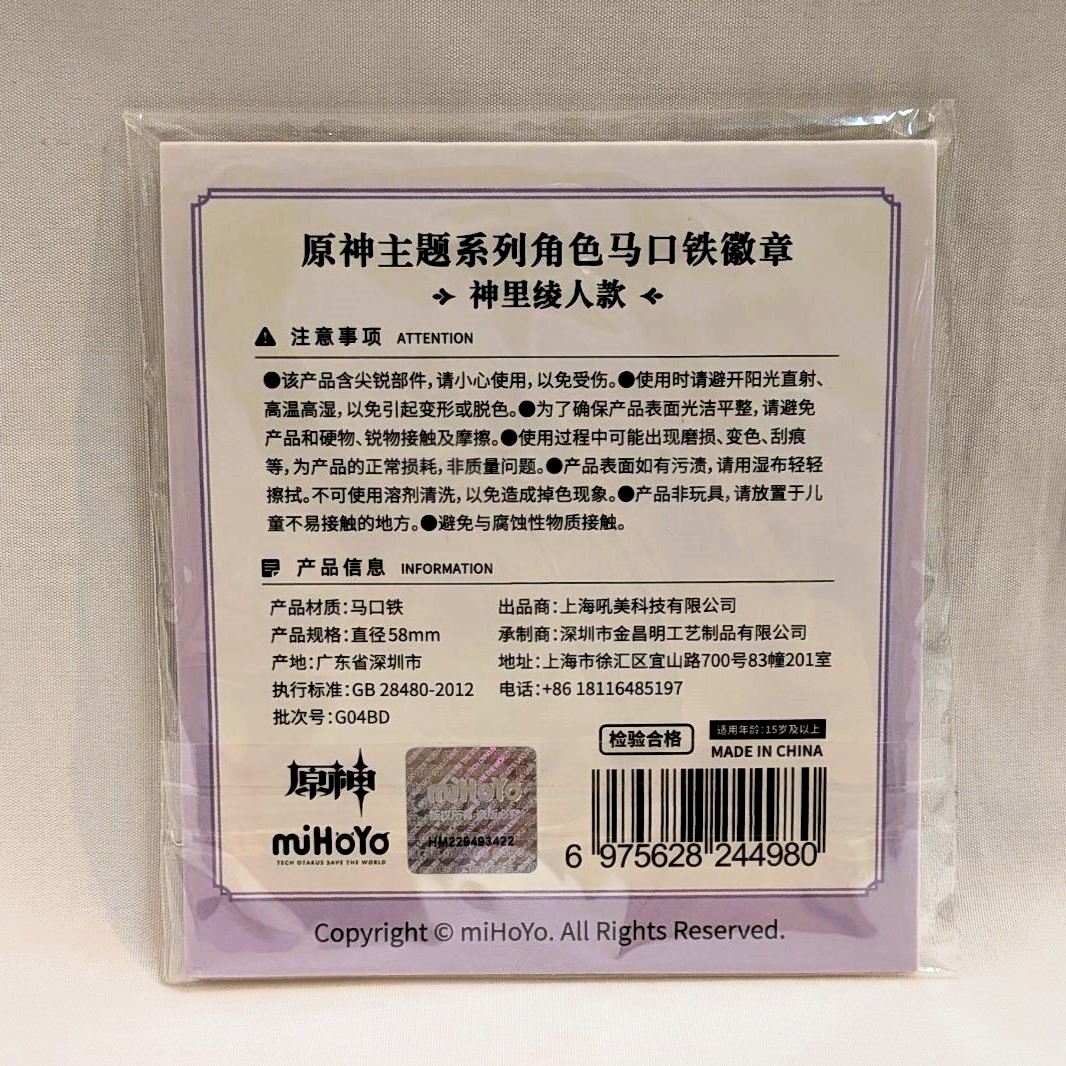 原神主题系列角色马口铁徽章
神里绫人款
注意事项 ATTENTION
●该产品含尖锐部件,请小心使用,以免受伤。●使用时请避开阳光直射、
高温高湿,以免引起变形或脱色。●为了确保产品表面光洁平整,请避免
产品和硬物、锐物接触及摩擦。●使用过程中可能出现磨损、变色、刮痕
等,为产品的正常损耗,非质量问题。●产品表面如有污渍,请用湿布轻轻
擦拭。不可使用溶剂清洗,以免造成掉色现象。●产品非玩具,请放置于儿
童不易接触的地方。●避免与腐蚀性物质接触。
产品信息 INFORMATION
产品材质:马口铁
产品规格:直径58mm
产地:广东省深圳市
执行标准:GB 28480-2012
批次号:G04BD
出品商:上海吼美科技有限公司
承制商:深圳市金昌明工艺制品有限公司
地址:上海市徐汇区宜山路700号83幢201室
电话:+86 18116485197
检验合格
适用年龄:15岁及以上
MADE IN CHINA
原神
miHoYo
TECH OTAKUS SAVE THE WORLD
miHoYo
版权所有 盗版必究
HM229493422
6 975628 244980
Copyright © miHoYo. All Rights Reserved.